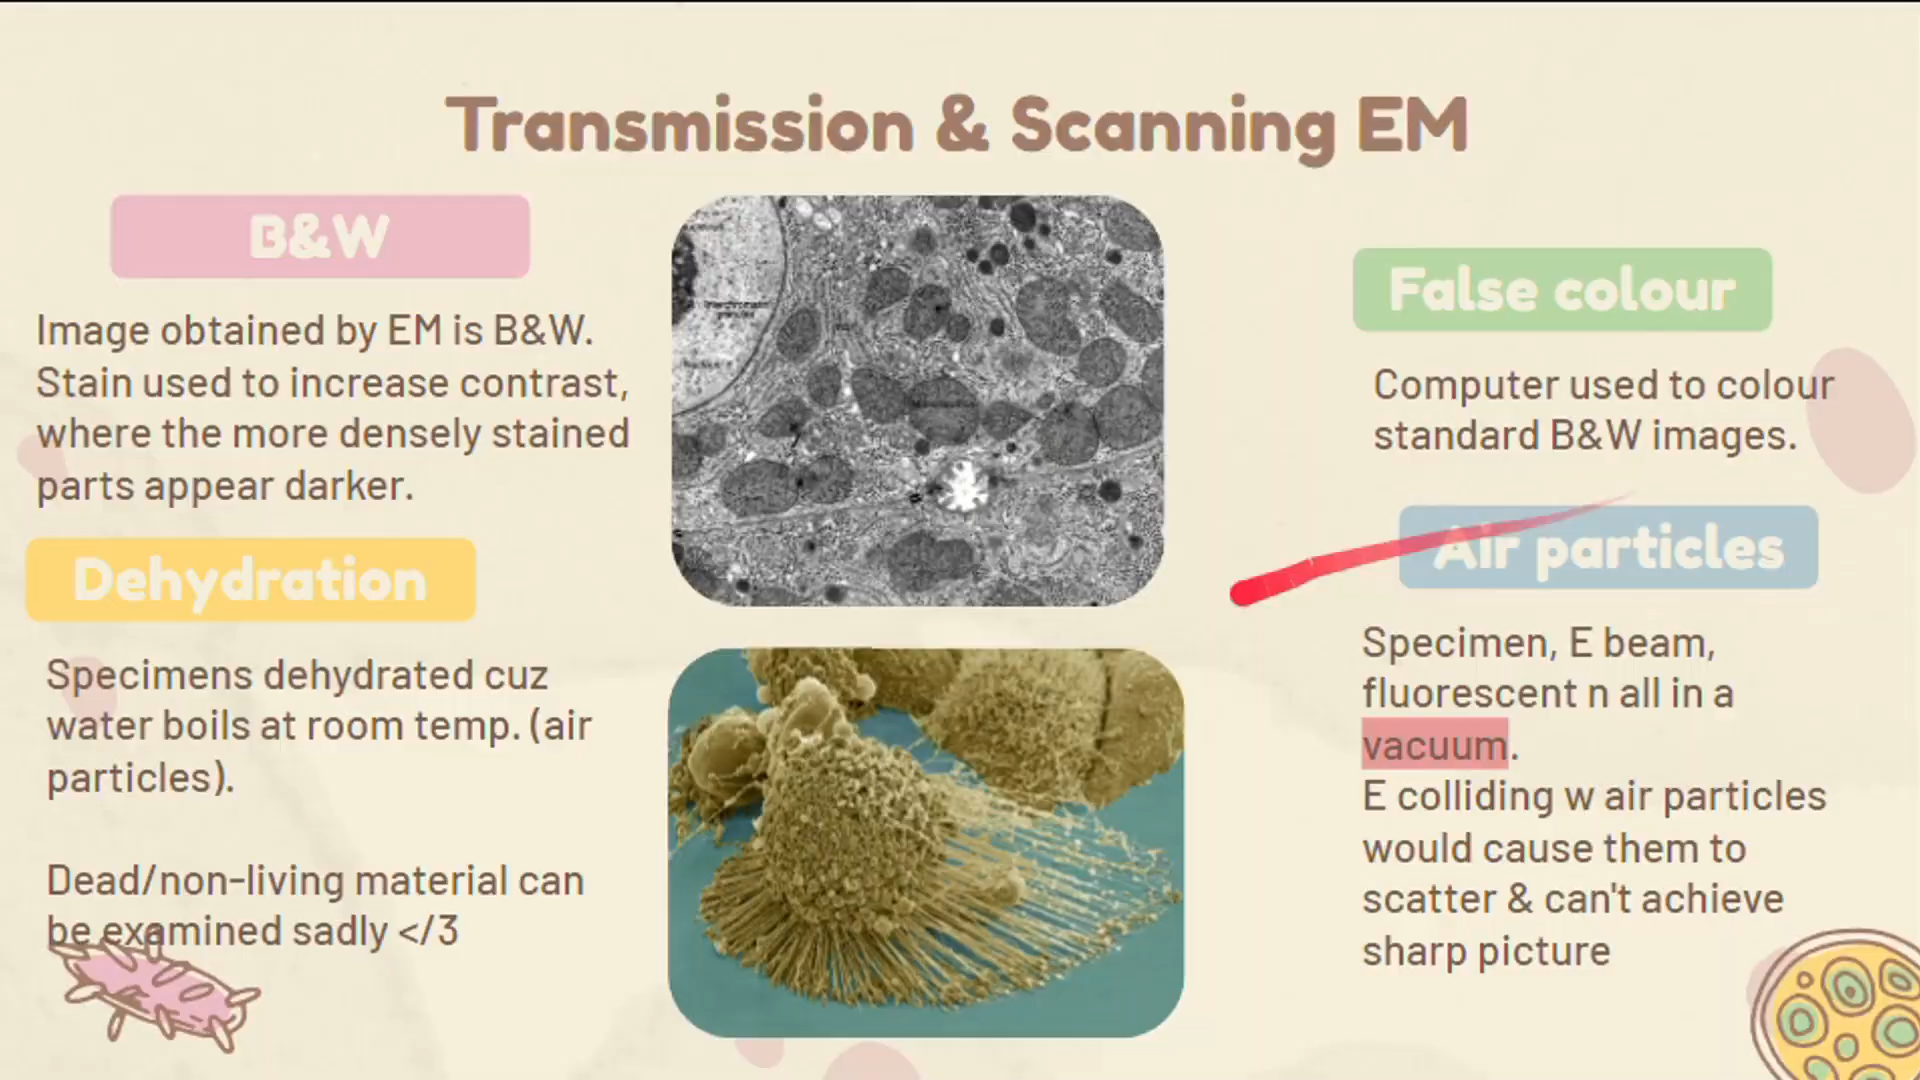 Transmission & Scanning EM
B&W
Image obtained by EM is B&W.
Stain used to increase contrast,
where the more densely stained
parts appear darker.
Dehydration
Specimens dehydrated cuz
water boils at room temp. (air
particles).
Dead/non-living material can
be examined sadly </3
False colour
Computer used to colour
standard B&W images.
Air particles
Specimen, E beam,
fluorescent n all in a
vacuum.
E colliding w air particles
would cause them to
scatter & can't achieve
sharp picture